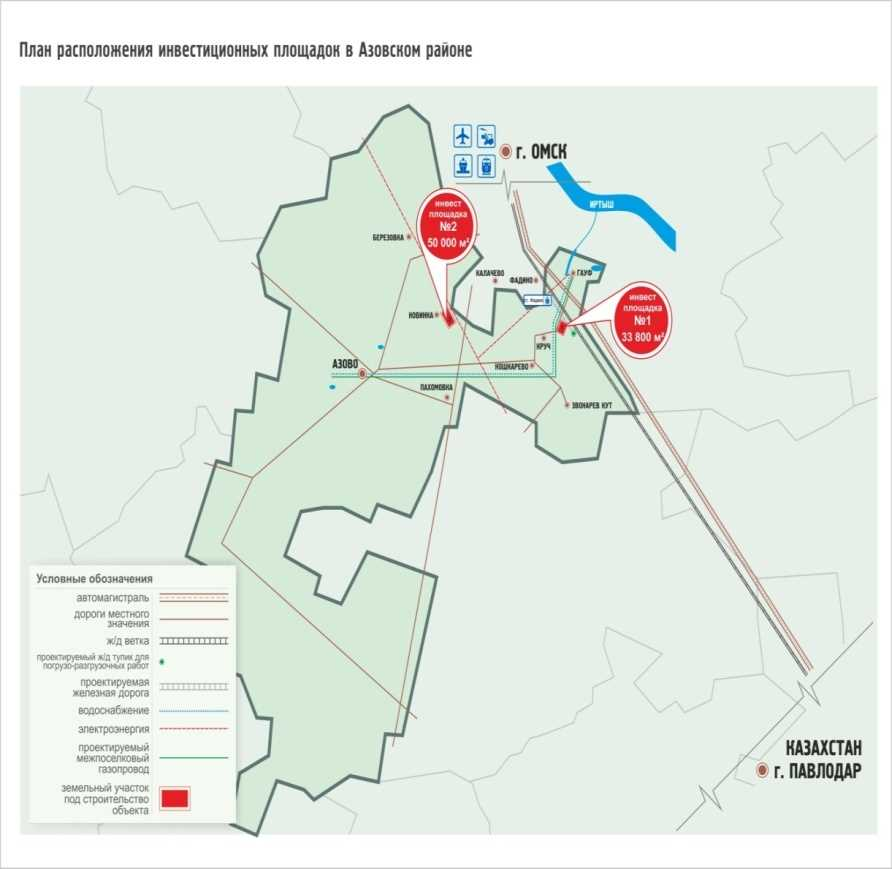 План расположения инвестиционных площадок в Азовском районе
г. ОМСК
ИРТЫШ
инвест
площадка
№2
50 000 м²
БЕРЕЗОВКА
КАЛАЧЕВО
ФАДИНО
ГАУФ
инвест
площадка
№1
33 800 м²
НОВИНКА
КРУЧ
АЗОВО
КОШКАРЕВО
ПАХОМОВКА
ЗВОНАРЕВ КУТ
Условные обозначения
автомагистраль
дороги местного
значения
ж/д ветка
проектируемый ж/д тупик для
погрузо-разгрузочных работ
проектируемая
железная дорога
водоснабжение
электроэнергия
проектируемый
межпоселковый
газопровод
земельный участок
под строительство
объекта
КАЗАХСТАН
г. ПАВЛОДАР